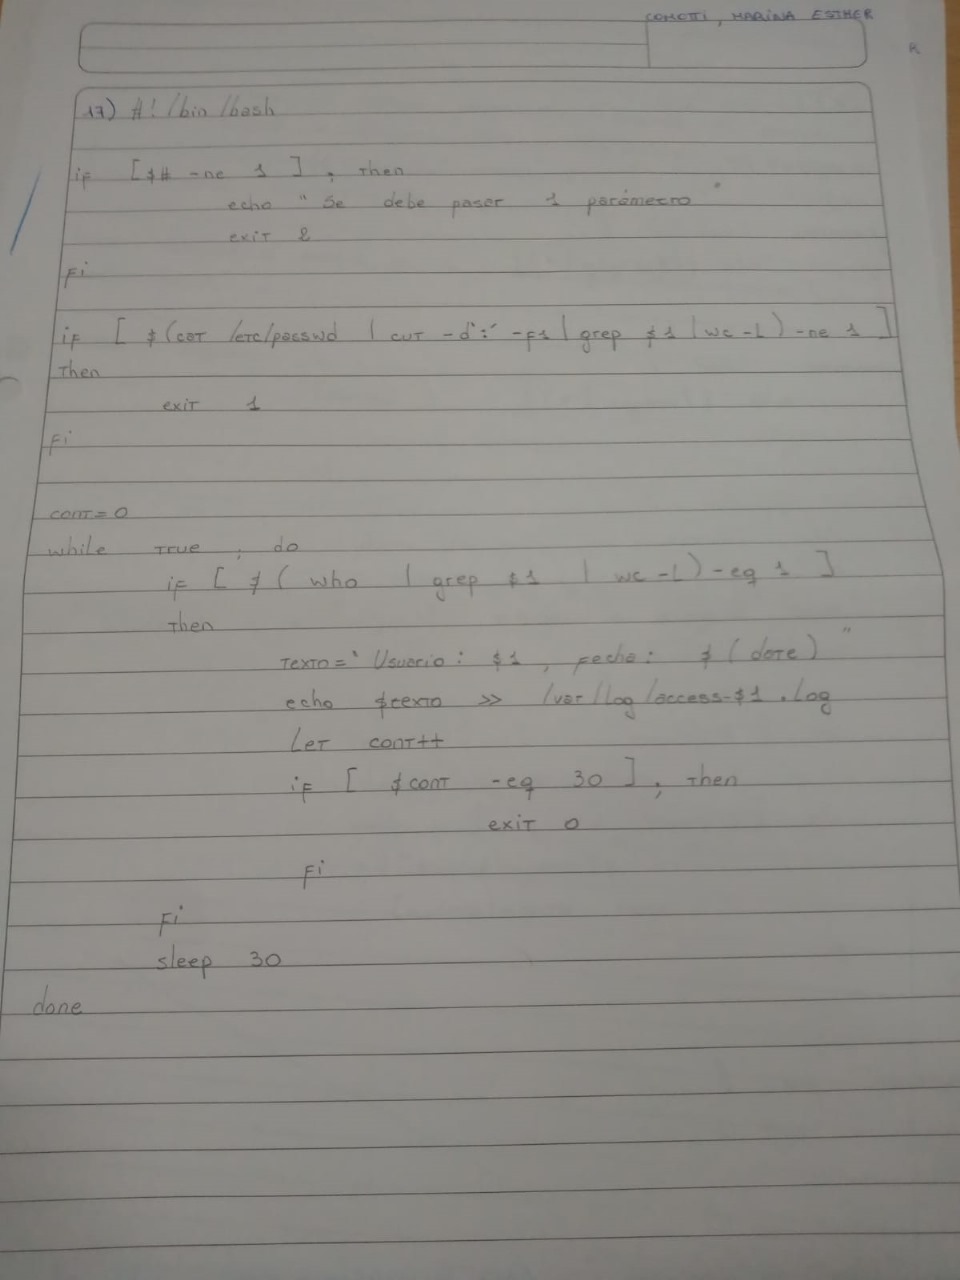 COMOTTI, MARINA ESTHER
R
17) #!/bin/bash
if [$# -ne 1 ] ; then
echo "Se debe pasar 1 parámetro"
exit 2
fi
if [ $(cat /etc/passwd | cut -d':' -f1 | grep $1 | wc -l) -ne 1 ]
then
exit 1
fi
cont=0
while true ; do
if [ $( who | grep $1 | wc -l) -eq 1 ]
then
texto=" Usuario: $1 , fecha: $(date) "
echo $texto >> /var/log/access-$1.log
let cont++
if [ $cont -eq 30 ] ; then
exit 0
fi
fi
sleep 30
done